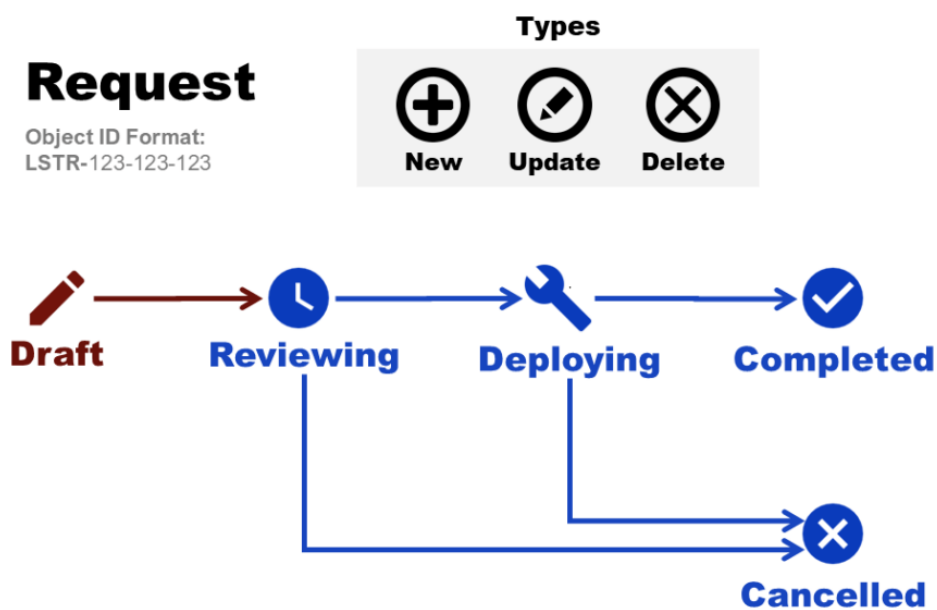 Types
Request
Object ID Format:
LSTR-123-123-123
New Update Delete
Draft Reviewing Deploying Completed
Cancelled